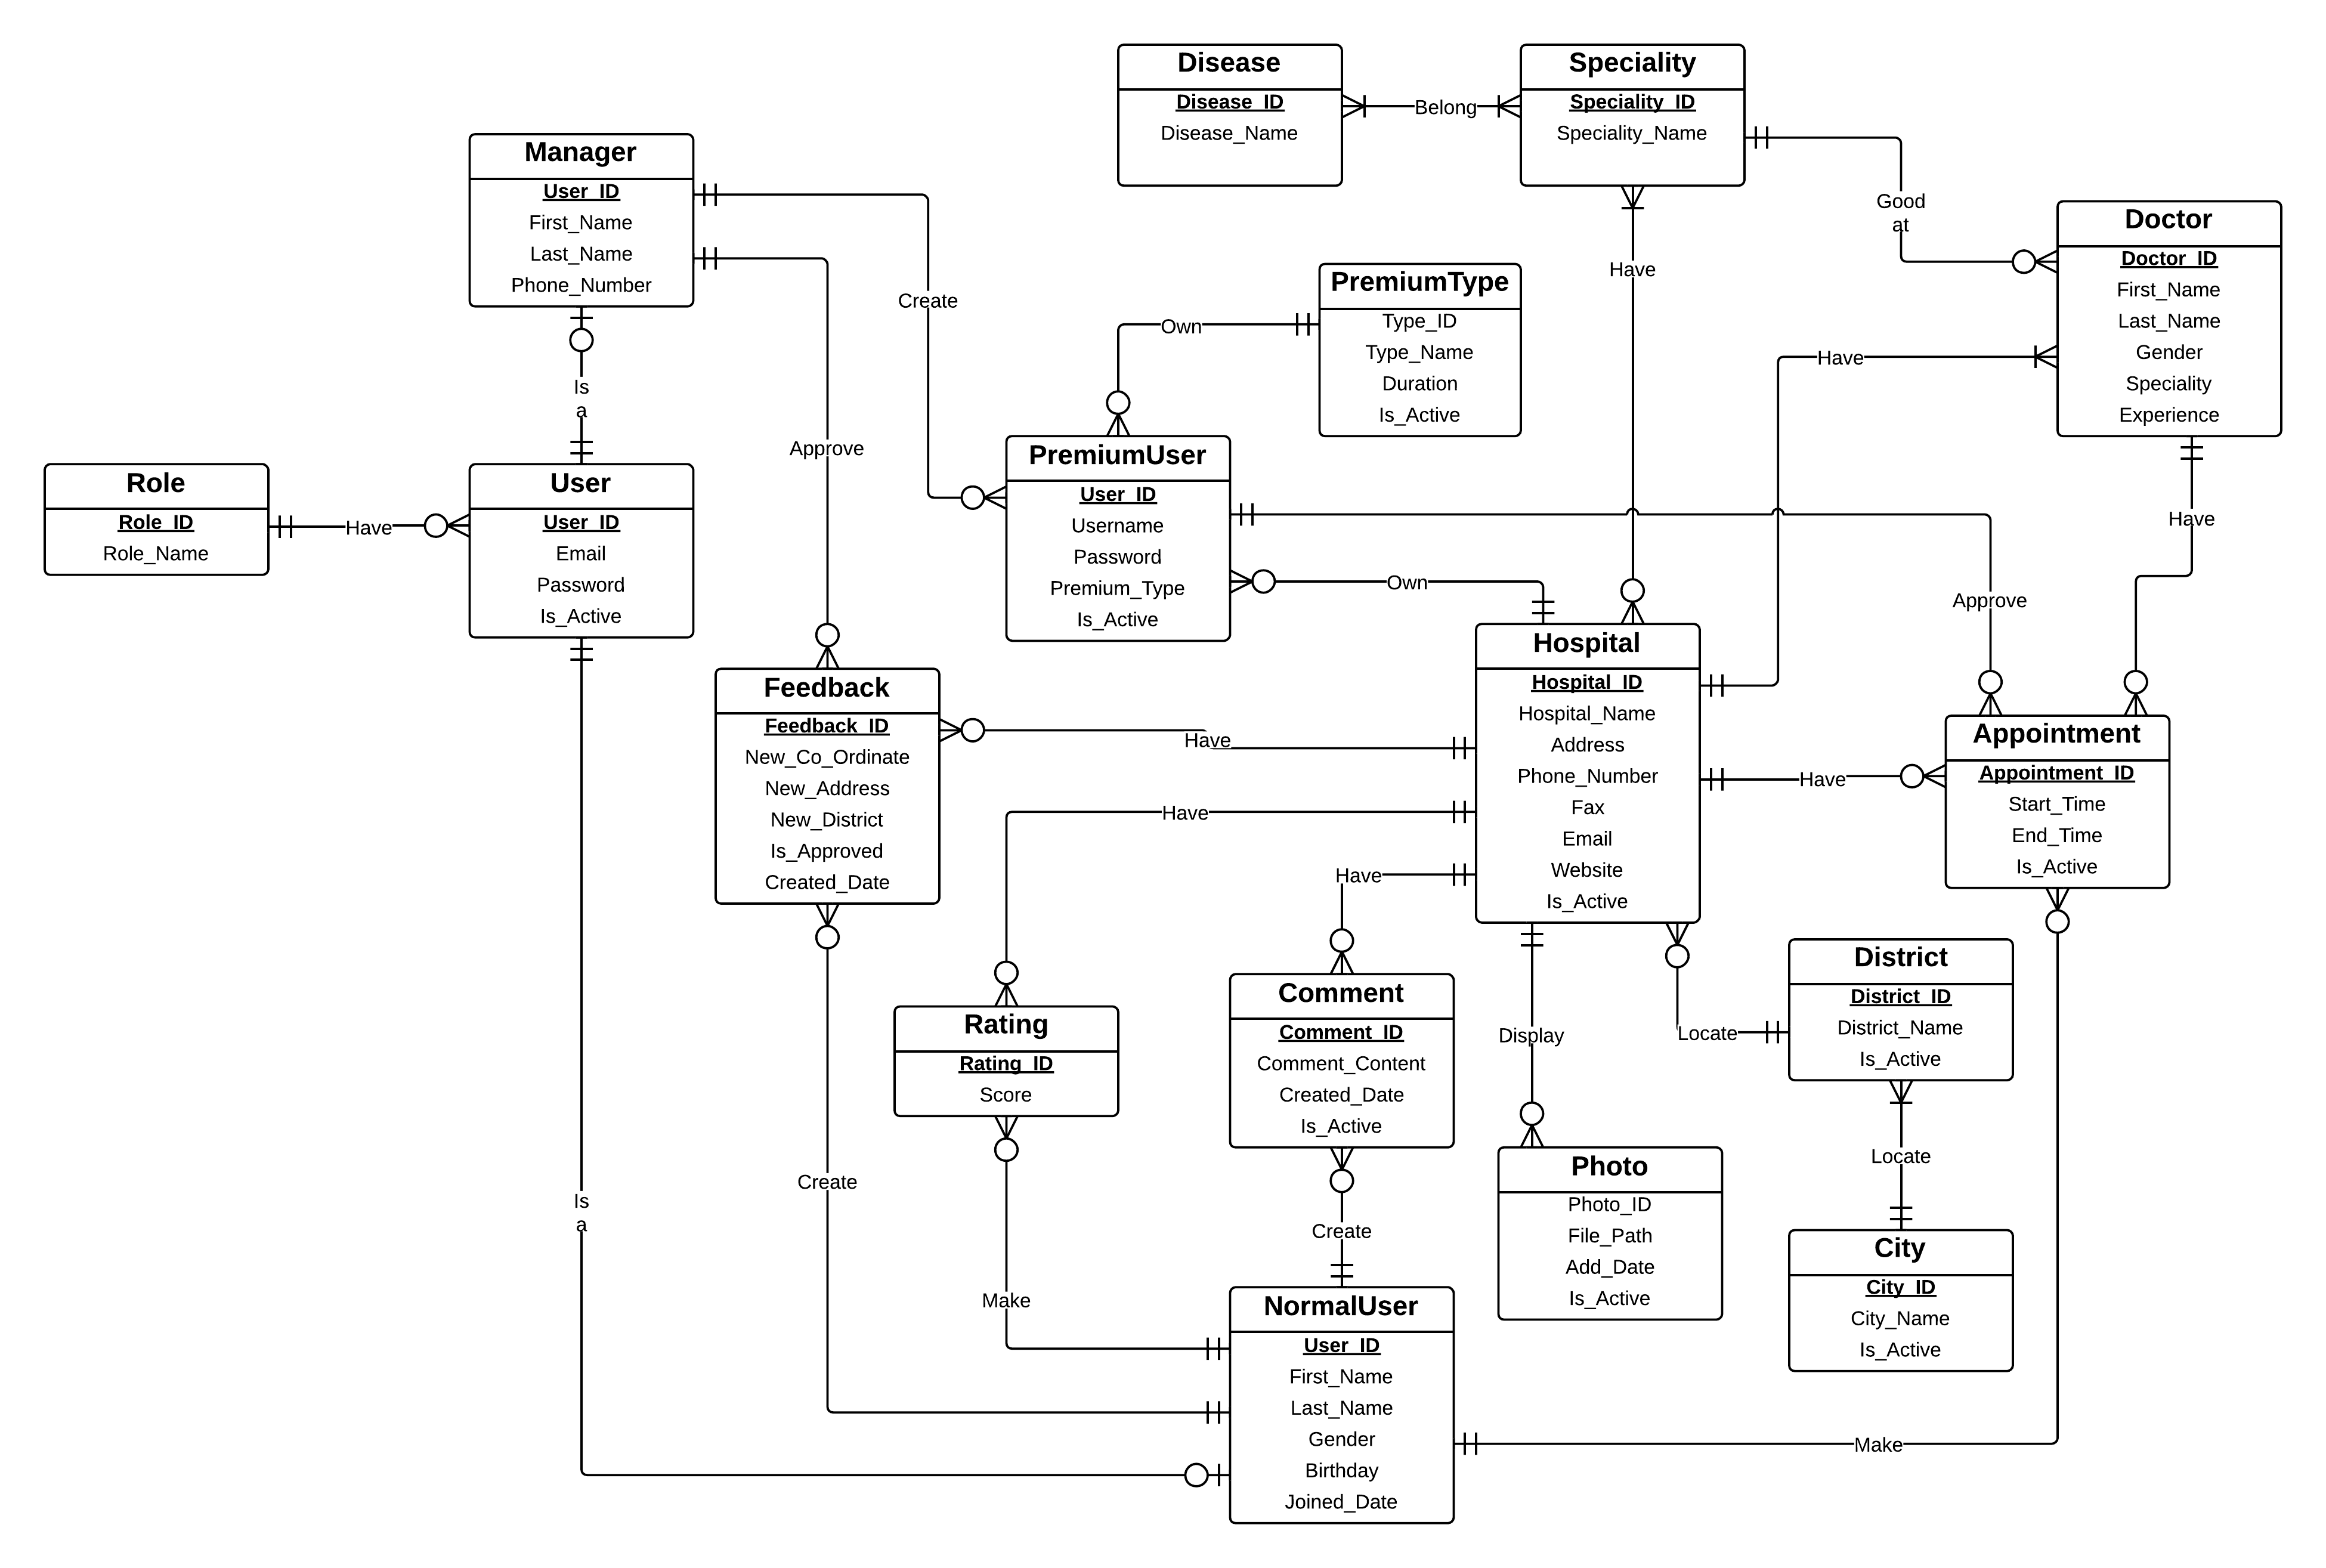 Disease
Disease_ID
Disease_Name
Belong
Speciality
Speciality_ID
Speciality_Name
Good
at
Manager
User_ID
First_Name
Last_Name
Phone_Number
Create
Approve
Is
a
Have
Doctor
Doctor_ID
First_Name
Last_Name
Gender
Speciality
Experience
PremiumType
Type_ID
Type_Name
Duration
Is_Active
Own
Have
Have
Role
Role_ID
Role_Name
Have
User
User_ID
Email
Password
Is_Active
PremiumUser
User_ID
Username
Password
Premium_Type
Is_Active
Own
Approve
Hospital
Hospital_ID
Hospital_Name
Address
Phone_Number
Fax
Email
Website
Is_Active
Feedback
Feedback_ID
New_Co_Ordinate
New_Address
New_District
Is_Approved
Created_Date
Have
Have
Have
Have
Appointment
Appointment_ID
Start_Time
End_Time
Is_Active
Rating
Rating_ID
Score
Comment
Comment_ID
Comment_Content
Created_Date
Is_Active
Display
Locate
District
District_ID
District_Name
Is_Active
Locate
Create
Is
a
Make
Create
Photo
Photo_ID
File_Path
Add_Date
Is_Active
City
City_ID
City_Name
Is_Active
NormalUser
User_ID
First_Name
Last_Name
Gender
Birthday
Joined_Date
Make